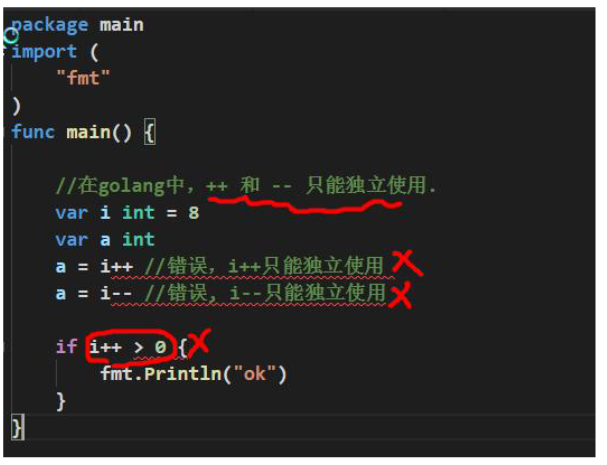 package main
import (
"fmt"
)
func main() {
//在golang中，++ 和 -- 只能独立使用.
var i int = 8
var a int
a = i++ //错误，i++只能独立使用
a = i-- //错误, i--只能独立使用
if i++ > 0 {
fmt.Println("ok")
}
}